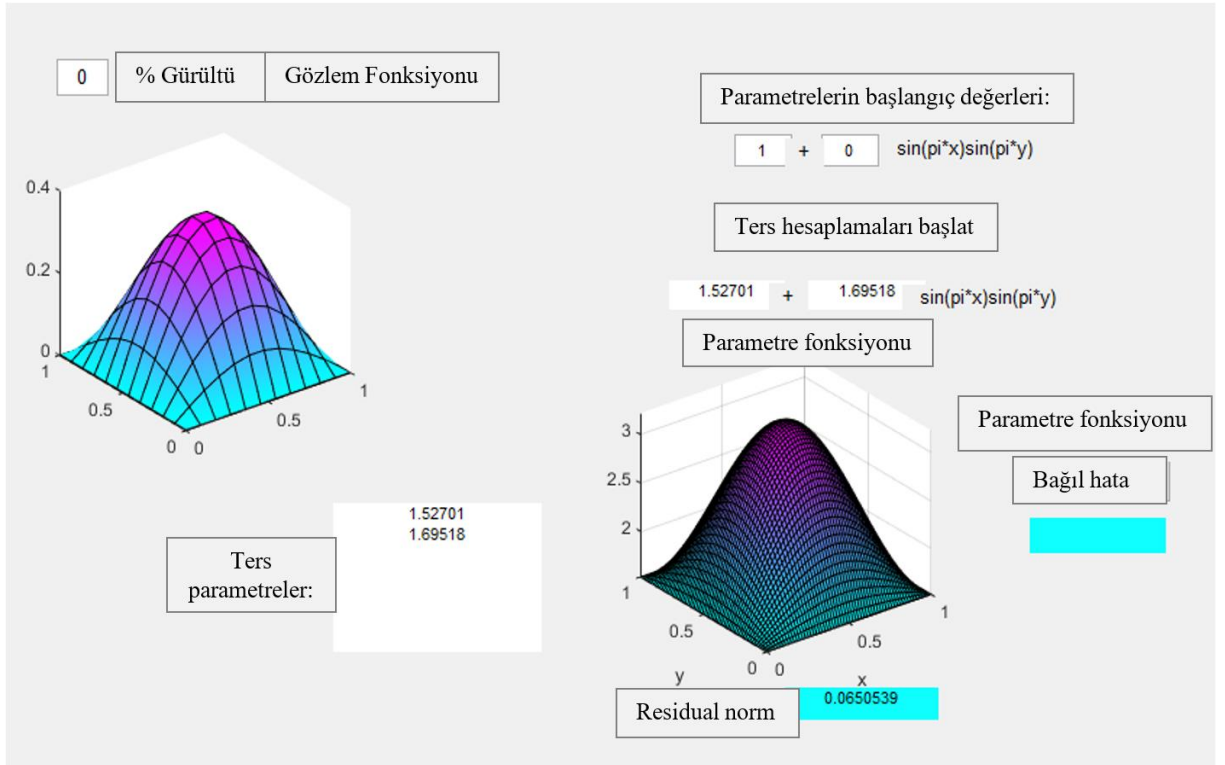 0
% Gürültü
Gözlem Fonksiyonu
0.4
0.2
0
1
0.5
0
0
0.5
1
Parametrelerin başlangıç değerleri:
1 + 0 sin(pi*x)sin(pi*y)
Ters hesaplamaları başlat
1.52701 + 1.69518 sin(pi*x)sin(pi*y)
Parametre fonksiyonu
3
2.5
2
1
0.5
0
0
0.5
1
y
x
Parametre fonksiyonu
Bağıl hata
Ters
parametreler:
1.52701
1.69518
Residual norm
0.0650539